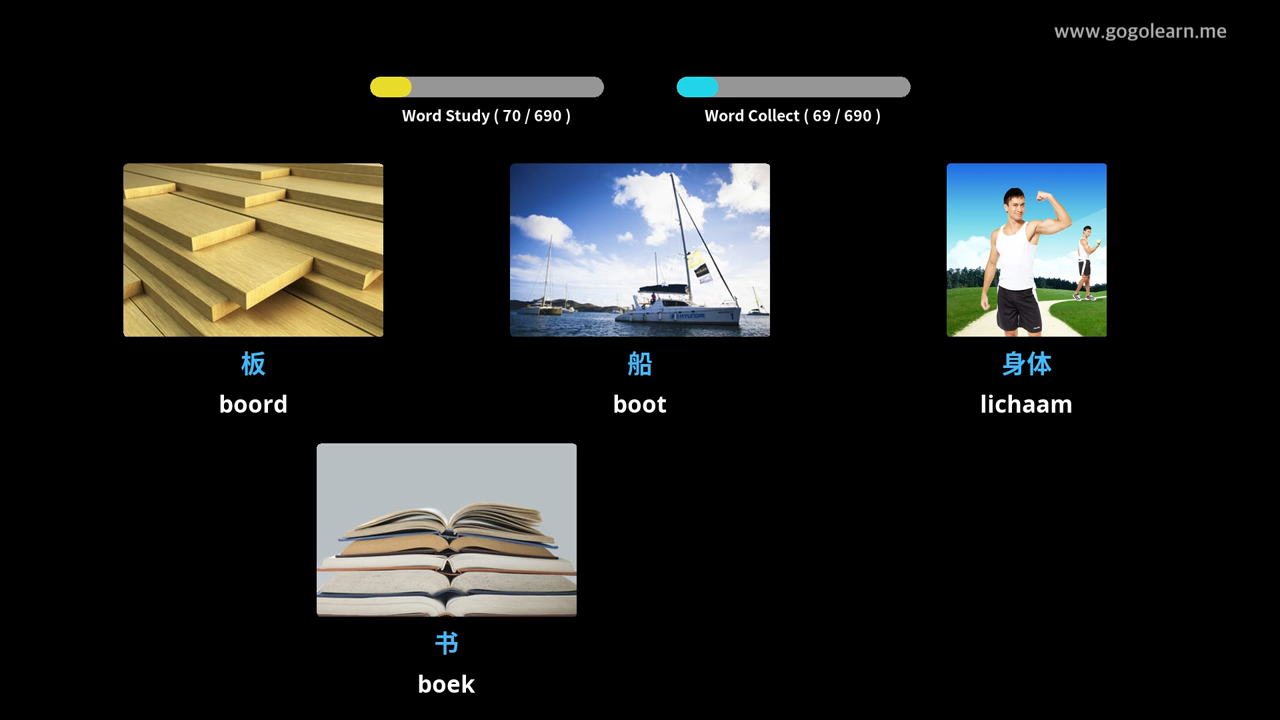 www.gogolearn.me
Word Study ( 70 / 690 )
Word Collect ( 69 / 690 )
板
boord
船
boot
身体
lichaam
书
boek